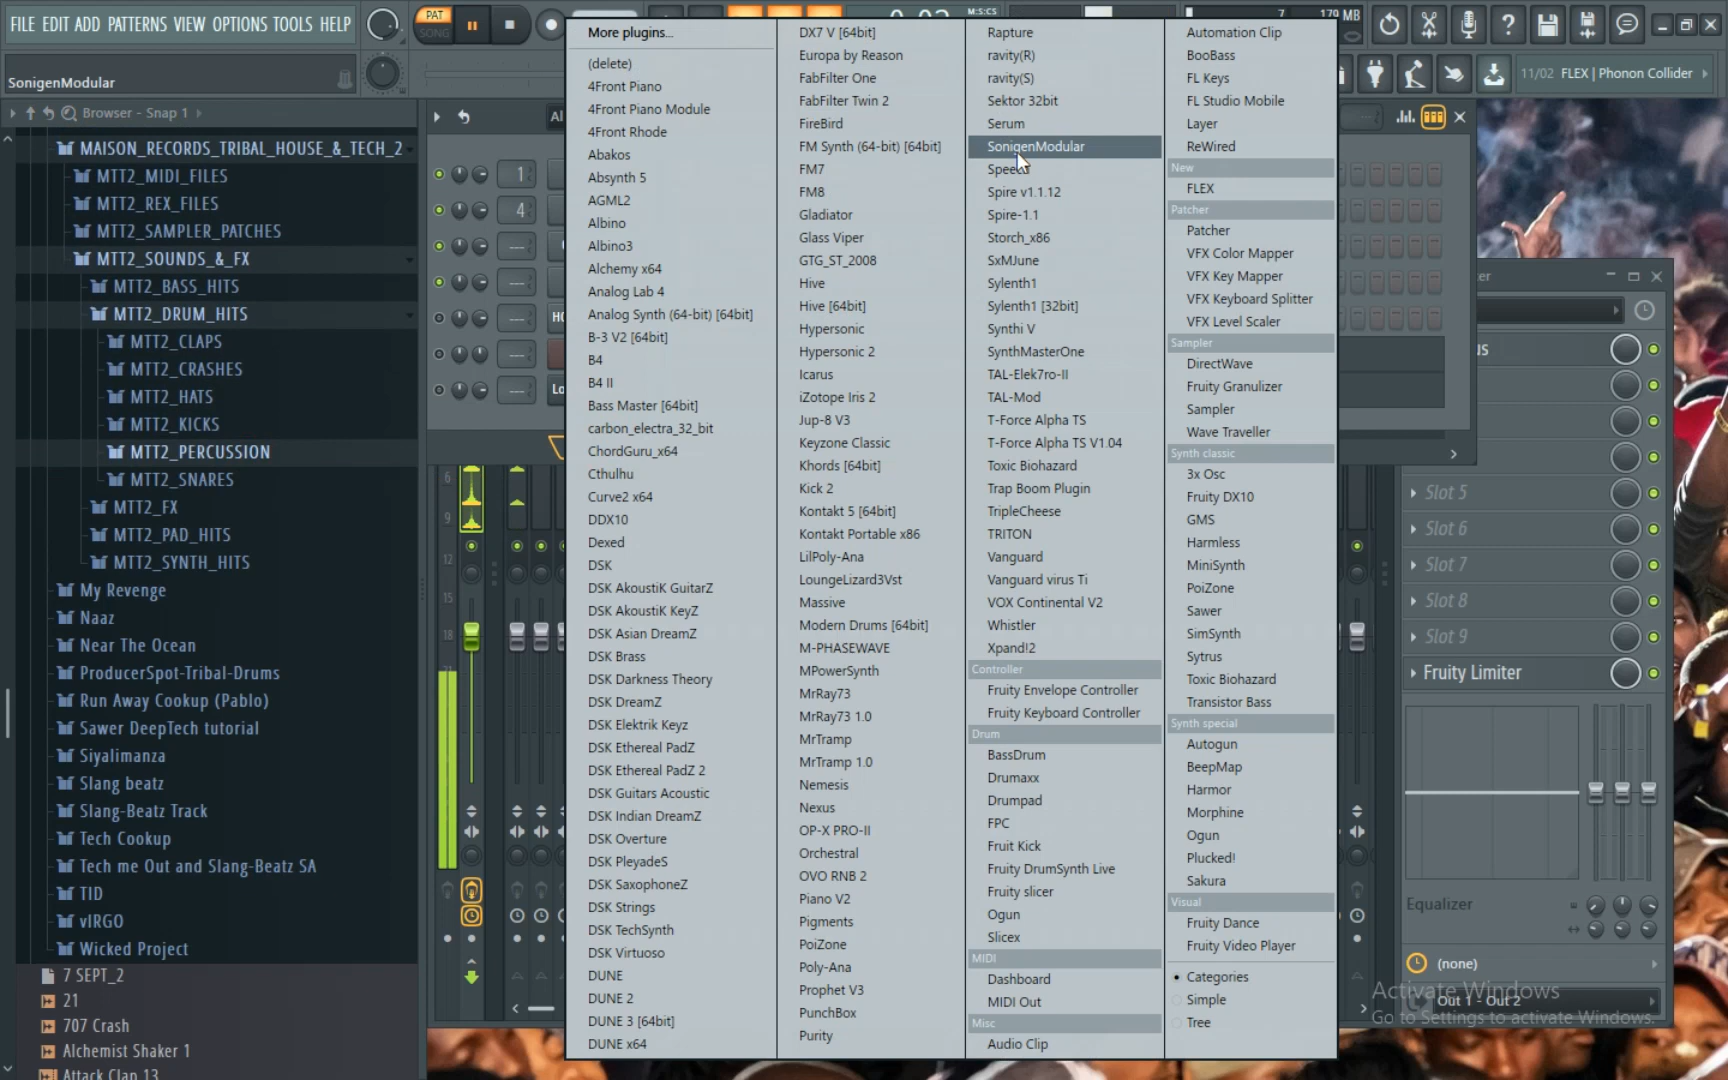 FILE EDIT ADD PATTERNS VIEW OPTIONS TOOLS HELP
PAT
SONG
M:S:CS
7
179 MB
SonigenModular
11/02 FLEX | Phonon Collider
Browser - Snap 1
MAISON_RECORDS_TRIBAL_HOUSE_&_TECH_2
MTT2_MIDI_FILES
MTT2_REX_FILES
MTT2_SAMPLER_PATCHES
MTT2_SOUNDS_&_FX
MTT2_BASS_HITS
MTT2_DRUM_HITS
MTT2_CLAPS
MTT2_CRASHES
MTT2_HATS
MTT2_KICKS
MTT2_PERCUSSION
MTT2_SNARES
MTT2_FX
MTT2_PAD_HITS
MTT2_SYNTH_HITS
My Revenge
Naaz
Near The Ocean
ProducerSpot-Tribal-Drums
Run Away Cookup (Pablo)
Sawer DeepTech tutorial
Siyalimanza
Slang beatz
Slang-Beatz Track
Tech Cookup
Tech me Out and Slang-Beatz SA
TID
vIRGO
Wicked Project
7 SEPT_2
21
707 Crash
Alchemist Shaker 1
Attack Clap 13
1
4
---
---
---
---
---
6
9
12
15
18
More plugins...
(delete)
4Front Piano
4Front Piano Module
4Front Rhode
Abakos
Absynth 5
AGML2
Albino
Albino3
Alchemy x64
Analog Lab 4
Analog Synth (64-bit) [64bit]
B-3 V2 [64bit]
B4
B4 II
Bass Master [64bit]
carbon_electra_32_bit
ChordGuru_x64
Cthulhu
Curve2 x64
DDX10
Dexed
DSK
DSK AkoustiK GuitarZ
DSK AkoustiK KeyZ
DSK Asian DreamZ
DSK Brass
DSK Darkness Theory
DSK DreamZ
DSK Elektrik Keyz
DSK Ethereal PadZ
DSK Ethereal PadZ 2
DSK Guitars Acoustic
DSK Indian DreamZ
DSK Overture
DSK PleyadeS
DSK SaxophoneZ
DSK Strings
DSK TechSynth
DSK Virtuoso
DUNE
DUNE 2
DUNE 3 [64bit]
DUNE x64
DX7 V [64bit]
Europa by Reason
FabFilter One
FabFilter Twin 2
FireBird
FM Synth (64-bit) [64bit]
FM7
FM8
Gladiator
Glass Viper
GTG_ST_2008
Hive
Hive [64bit]
Hypersonic
Hypersonic 2
Icarus
iZotope Iris 2
Jup-8 V3
Keyzone Classic
Khords [64bit]
Kick 2
Kontakt 5 [64bit]
Kontakt Portable x86
LilPoly-Ana
LoungeLizard3Vst
Massive
Modern Drums [64bit]
M-PHASEWAVE
MPowerSynth
MrRay73
MrRay73 1.0
MrTramp
MrTramp 1.0
Nemesis
Nexus
OP-X PRO-II
Orchestral
OVO RNB 2
Piano V2
Pigments
PoiZone
Poly-Ana
Prophet V3
PunchBox
Purity
Rapture
ravity(R)
ravity(S)
Sektor 32bit
Serum
SonigenModular
Spire v1.1.12
Spire-1.1
Storch_x86
SxMJune
Sylenth1
Sylenth1 [32bit]
Synthi V
SynthMasterOne
TAL-Elek7ro-II
TAL-Mod
T-Force Alpha TS
T-Force Alpha TS V1.04
Toxic Biohazard
Trap Boom Plugin
TripleCheese
TRITON
Vanguard
Vanguard virus Ti
VOX Continental V2
Whistler
Xpand!2
Controller
Fruity Envelope Controller
Fruity Keyboard Controller
Drum
BassDrum
Drumaxx
Drumpad
FPC
Fruit Kick
Fruity DrumSynth Live
Fruity slicer
Ogun
Slicex
MIDI
Dashboard
MIDI Out
Misc
Audio Clip
Automation Clip
BooBass
FL Keys
FL Studio Mobile
Layer
ReWired
New
FLEX
Patcher
Patcher
VFX Color Mapper
VFX Key Mapper
VFX Keyboard Splitter
VFX Level Scaler
Sampler
DirectWave
Fruity Granulizer
Sampler
Wave Traveller
Synth classic
3x Osc
Fruity DX10
GMS
Harmless
MiniSynth
PoiZone
Sawer
SimSynth
Sytrus
Toxic Biohazard
Transistor Bass
Synth special
Autogun
BeepMap
Harmor
Morphine
Ogun
Plucked!
Sakura
Visual
Fruity Dance
Fruity Video Player
Categories
Simple
Tree
Slot 5
Slot 6
Slot 7
Slot 8
Slot 9
Fruity Limiter
Equalizer
(none)
Out 1 - Out 2
Activate Windows
Go to Settings to activate Windows.